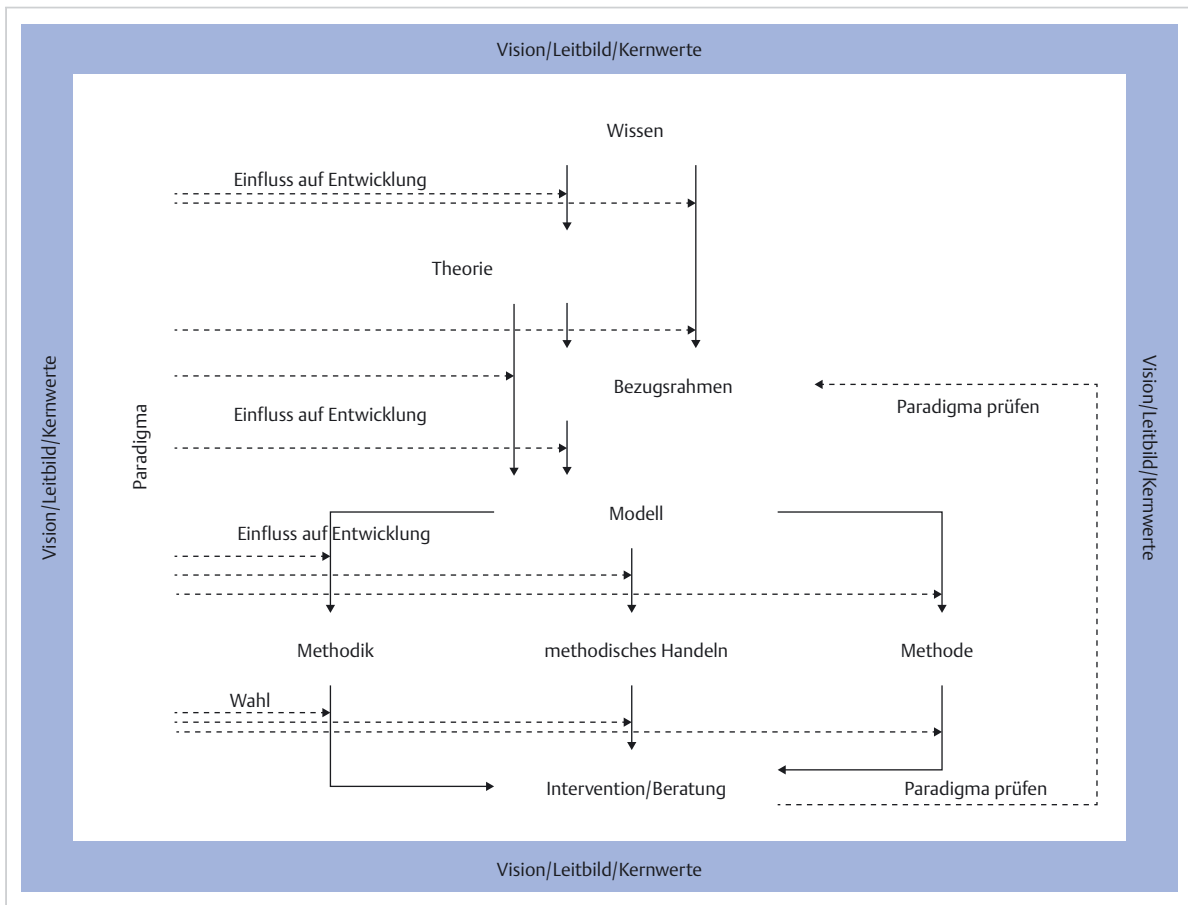 Vision/Leitbild/Kernwerte
Wissen
Einfluss auf Entwicklung
Theorie
Bezugsrahmen
Paradigma prüfen
Einfluss auf Entwicklung
Vision/Leitbild/Kernwerte
Paradigma
Vision/Leitbild/Kernwerte
Modell
Einfluss auf Entwicklung
Methodik
methodisches Handeln
Methode
Wahl
Intervention/Beratung
Paradigma prüfen
Vision/Leitbild/Kernwerte